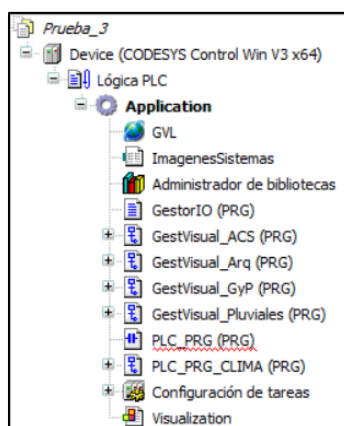 Prueba_3
Device (CODESYS Control Win V3 x64)
Lógica PLC
Application
GVL
ImagenesSistemas
Administrador de bibliotecas
GestorIO (PRG)
GestVisual_ACS (PRG)
GestVisual_Arq (PRG)
GestVisual_GyP (PRG)
GestVisual_Pluviales (PRG)
PLC_PRG (PRG)
PLC_PRG_CLIMA (PRG)
Configuración de tareas
Visualization